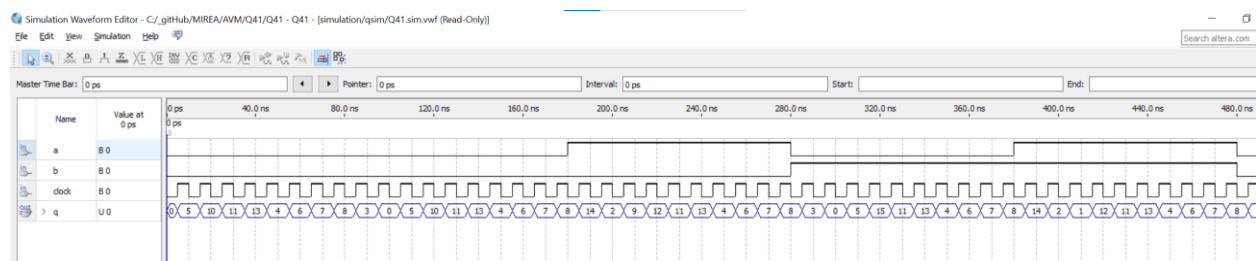 Simulation Waveform Editor - C:/_gitHub/MIREA/AVM/Q41/Q41 - Q41 - [simulation/qsim/Q41.sim.vwf (Read-Only)]
File Edit View Simulation Help
Search altera.com
Master Time Bar: 0 ps Pointer: 0 ps Interval: 0 ps Start: End:
Name Value at 0 ps
0 ps 40.0 ns 80.0 ns 120.0 ns 160.0 ns 200.0 ns 240.0 ns 280.0 ns 320.0 ns 360.0 ns 400.0 ns 440.0 ns 480.0 ns
0 ps
a B 0
b B 0
clock B 0
q U 0 0 5 10 11 13 4 6 7 8 3 0 5 10 11 13 4 6 7 8 14 2 9 12 11 13 4 6 7 8 3 0 5 15 11 13 4 6 7 8 14 2 1 12 11 13 4 6 7 8